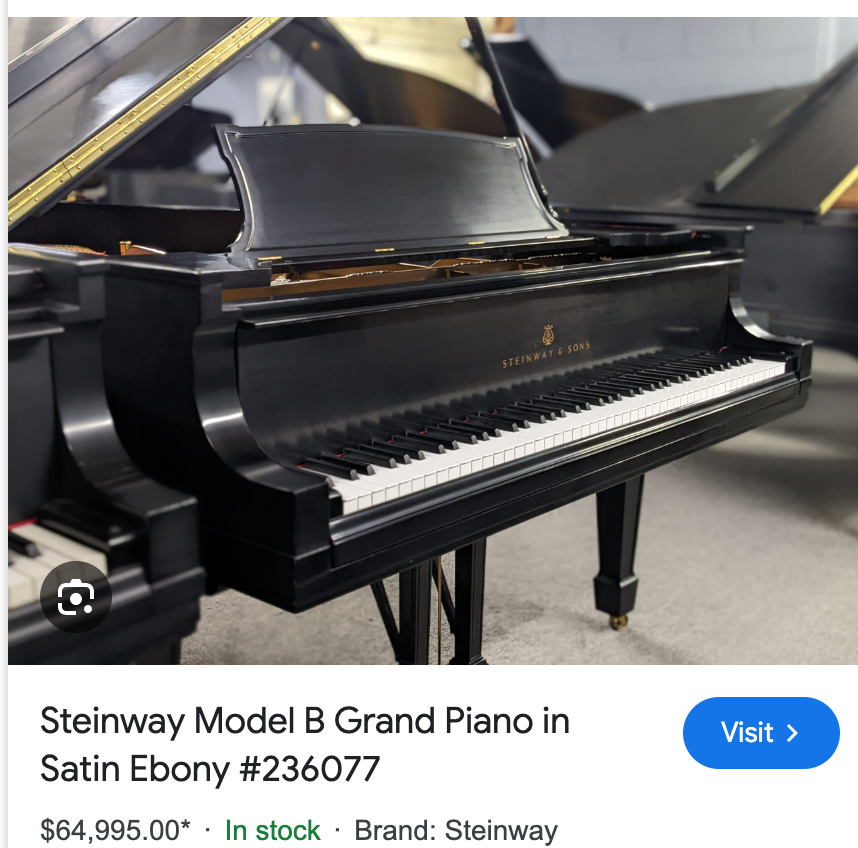 STEINWAY & SONS
Steinway Model B Grand Piano in
Satin Ebony #236077
Visit >
$64,995.00* · In stock · Brand: Steinway